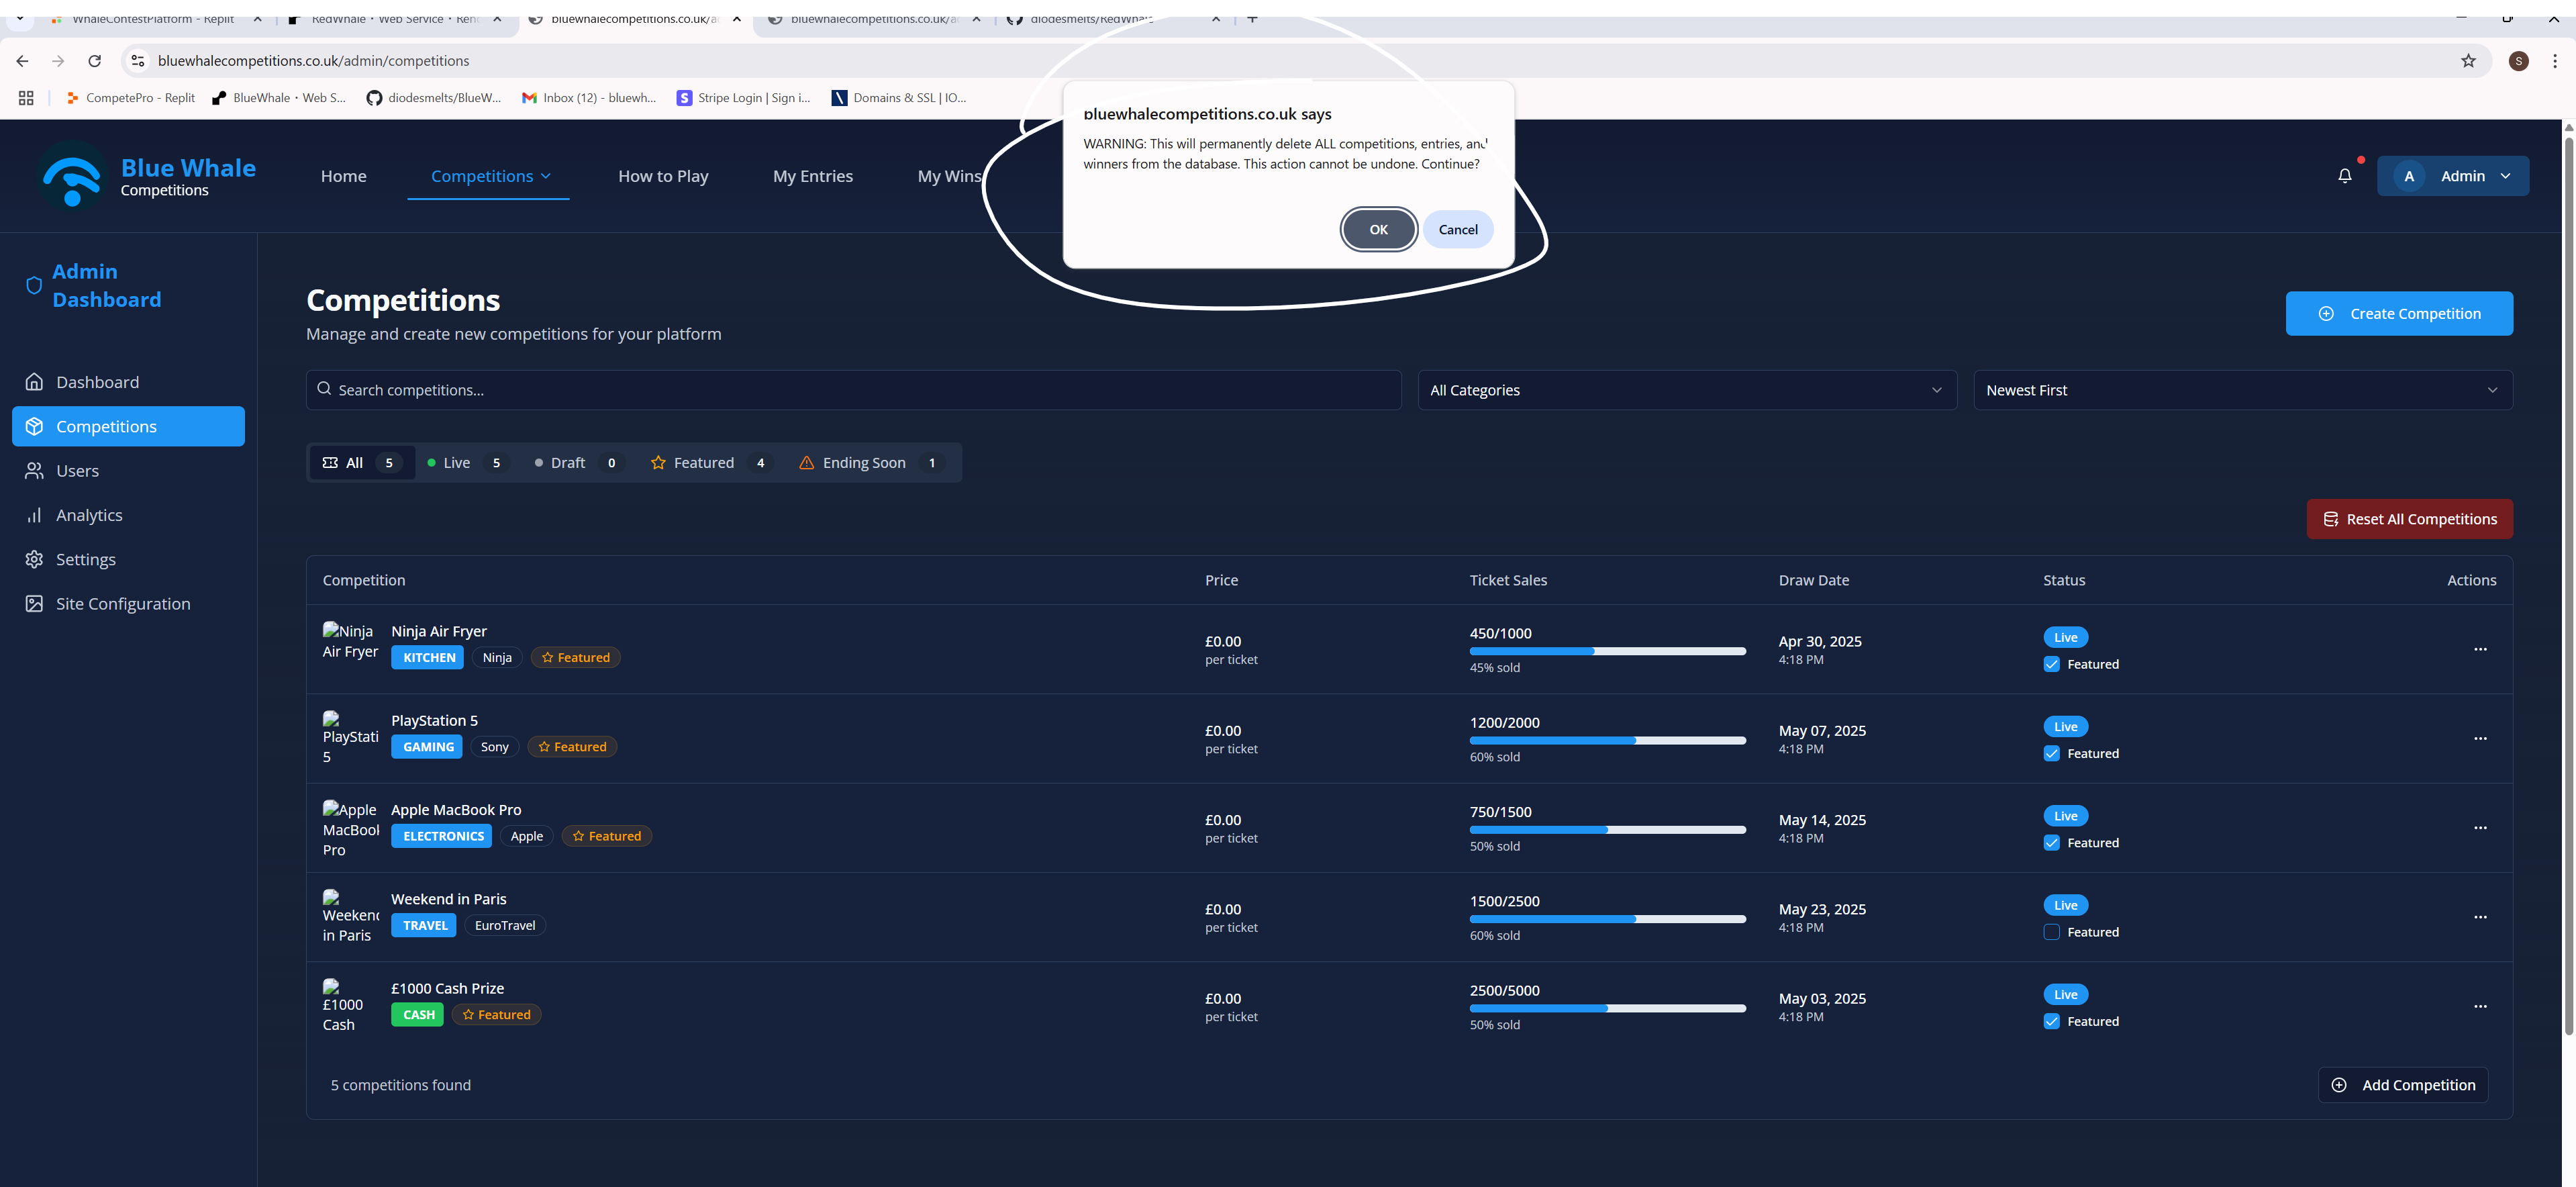 WhaleContestPlatform - Replit
RedWhale • Web Service • Ren
bluewhalecompetitions.co.uk/a
bluewhalecompetitions.co.uk/a
diodesmelts/RedWhale
bluewhalecompetitions.co.uk/admin/competitions
S
CompetePro - Replit
BlueWhale • Web S...
diodesmelts/BlueW...
Inbox (12) - bluewh...
Stripe Login | Sign i...
Domains & SSL | IO...
bluewhalecompetitions.co.uk says
WARNING: This will permanently delete ALL competitions, entries, and
winners from the database. This action cannot be undone. Continue?
OK
Cancel
Blue Whale
Competitions
Home
Competitions
How to Play
My Entries
My Wins
A
Admin
Admin
Dashboard
Dashboard
Competitions
Users
Analytics
Settings
Site Configuration
Competitions
Manage and create new competitions for your platform
Create Competition
Search competitions...
All Categories
Newest First
All 5
Live 5
Draft 0
Featured 4
Ending Soon 1
Reset All Competitions
Competition Price Ticket Sales Draw Date Status Actions
Ninja
Air Fryer
Ninja Air Fryer
KITCHEN Ninja Featured
£0.00
per ticket
450/1000
45% sold
Apr 30, 2025
4:18 PM
Live
Featured
PlayStati
5
PlayStation 5
GAMING Sony Featured
£0.00
per ticket
1200/2000
60% sold
May 07, 2025
4:18 PM
Live
Featured
Apple
MacBook
Pro
Apple MacBook Pro
ELECTRONICS Apple Featured
£0.00
per ticket
750/1500
50% sold
May 14, 2025
4:18 PM
Live
Featured
Weekend
in Paris
Weekend in Paris
TRAVEL EuroTravel
£0.00
per ticket
1500/2500
60% sold
May 23, 2025
4:18 PM
Live
Featured
£1000
Cash
£1000 Cash Prize
CASH Featured
£0.00
per ticket
2500/5000
50% sold
May 03, 2025
4:18 PM
Live
Featured
5 competitions found
Add Competition